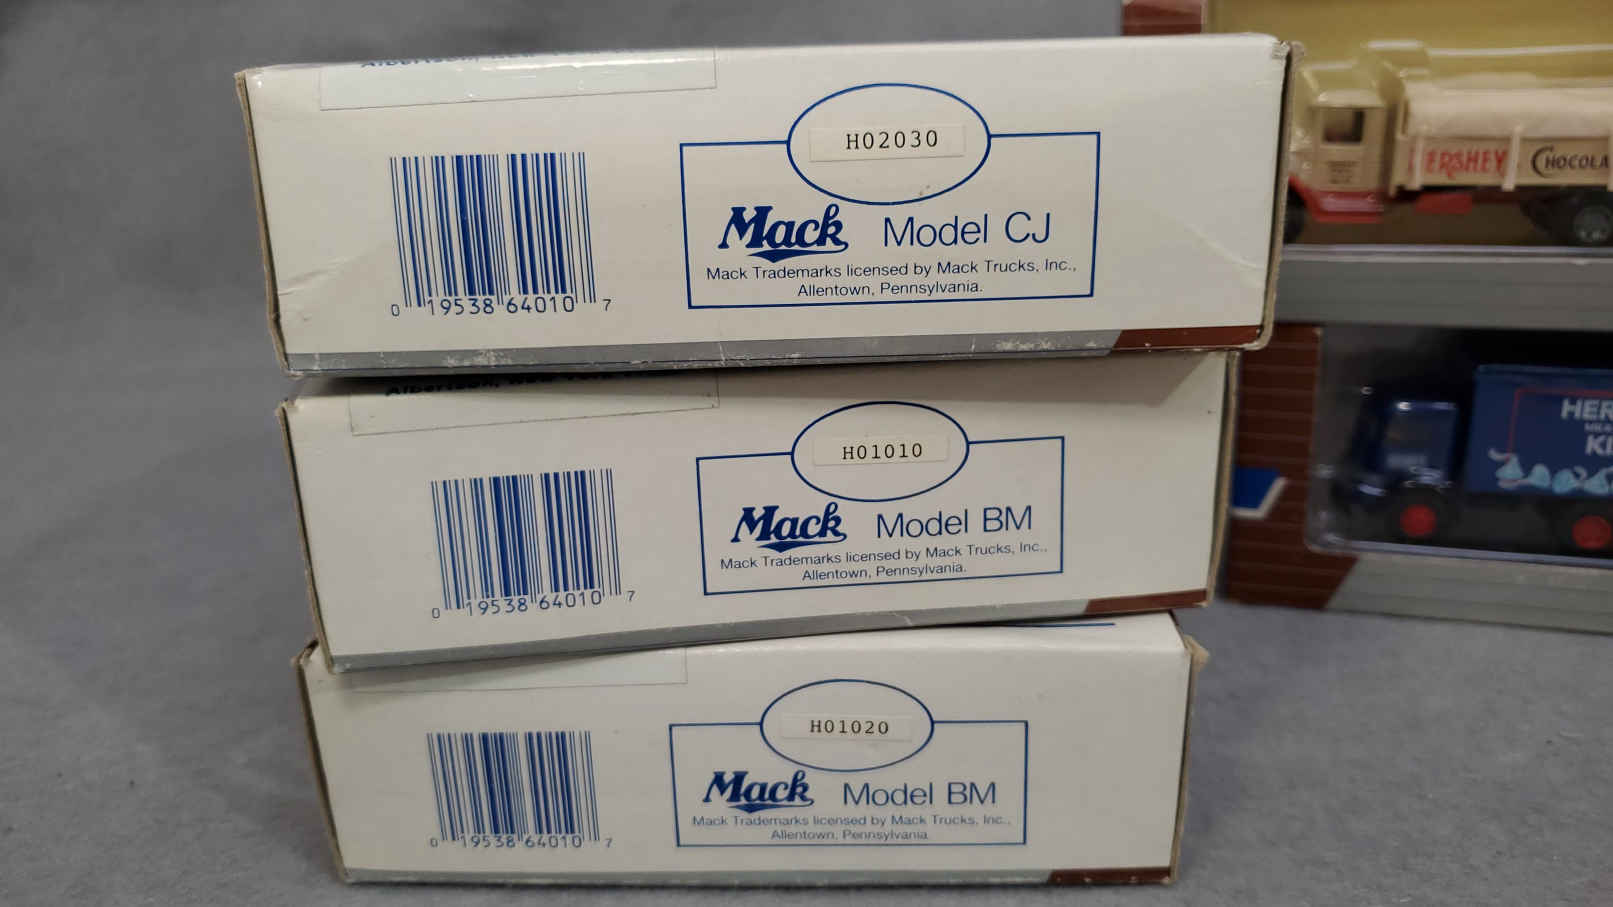 H02030
Mack Model CJ
Mack Trademarks licensed by Mack Trucks, Inc.,
Allentown, Pennsylvania.
0 19538 64010 7
H01010
Mack Model BM
Mack Trademarks licensed by Mack Trucks, Inc.,
Allentown, Pennsylvania.
0 19538 64010 7
H01020
Mack Model BM
Mack Trademarks licensed by Mack Trucks, Inc.,
Allentown, Pennsylvania.
0 19538 64010 7
HERSHEY CHOCOLA
HER
KI